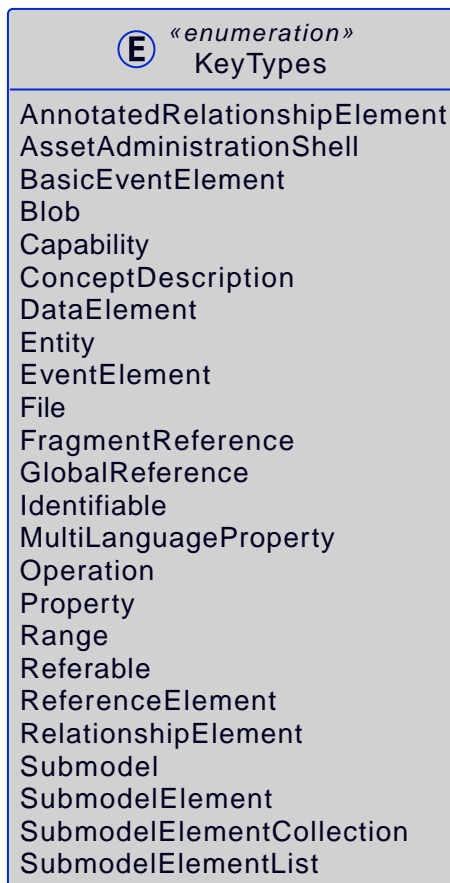 E
«enumeration»
KeyTypes
AnnotatedRelationshipElement
AssetAdministrationShell
BasicEventElement
Blob
Capability
ConceptDescription
DataElement
Entity
EventElement
File
FragmentReference
GlobalReference
Identifiable
MultiLanguageProperty
Operation
Property
Range
Referable
ReferenceElement
RelationshipElement
Submodel
SubmodelElement
SubmodelElementCollection
SubmodelElementList